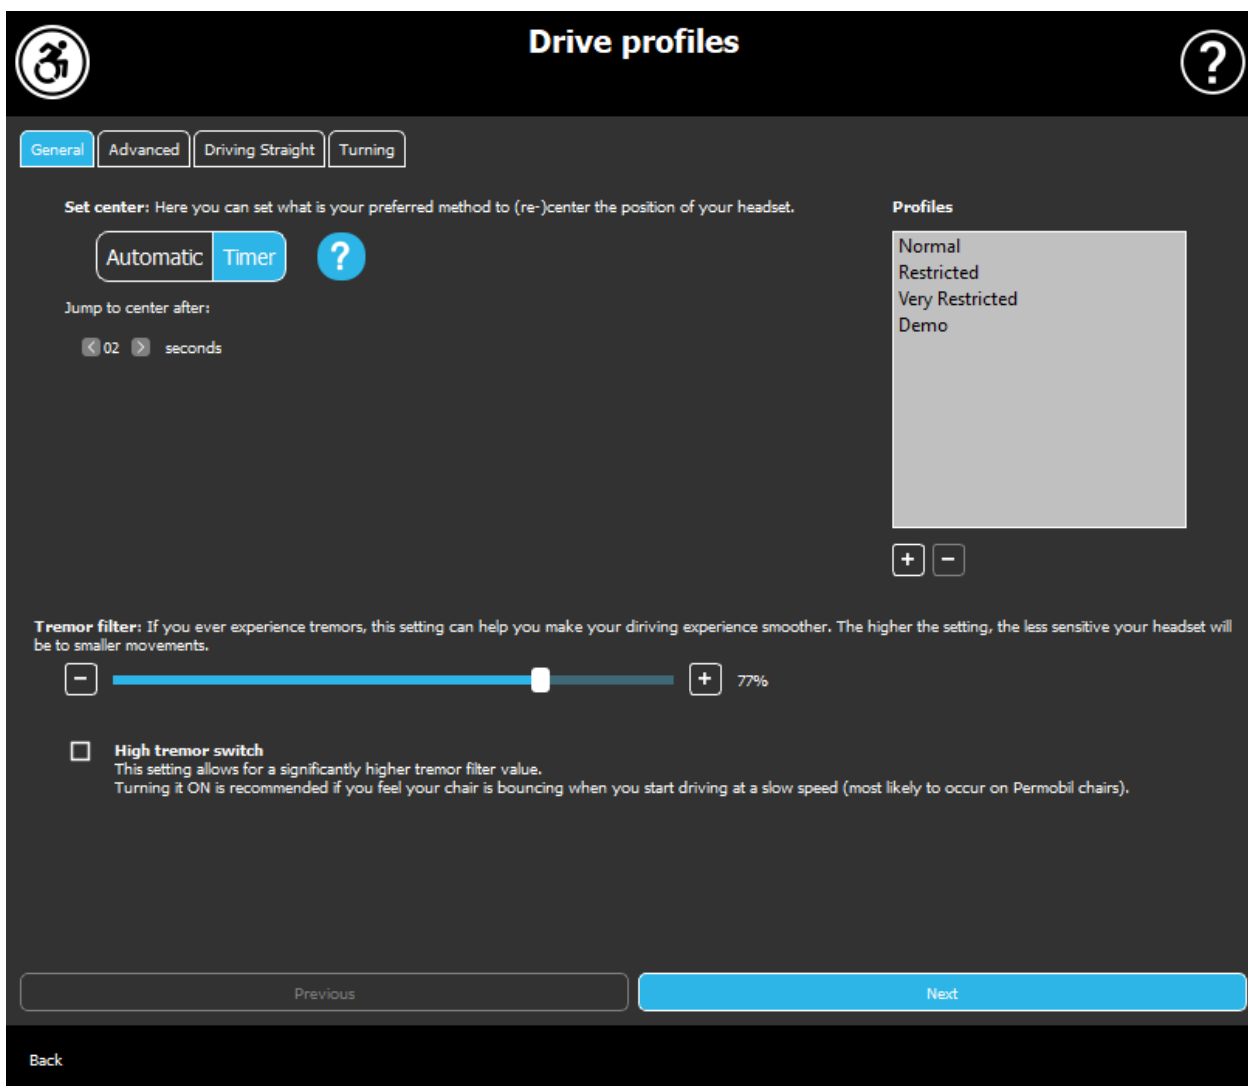 Drive profiles
?
General
Advanced
Driving Straight
Turning
Set center: Here you can set what is your preferred method to (re-)center the position of your headset.
Automatic
Timer
?
Jump to center after:
< 02 > seconds
Profiles
Normal
Restricted
Very Restricted
Demo
+ −
Tremor filter: If you ever experience tremors, this setting can help you make your diriving experience smoother. The higher the setting, the less sensitive your headset will
be to smaller movements.
− + 77%
High tremor switch
This setting allows for a significantly higher tremor filter value.
Turning it ON is recommended if you feel your chair is bouncing when you start driving at a slow speed (most likely to occur on Permobil chairs).
Previous
Next
Back